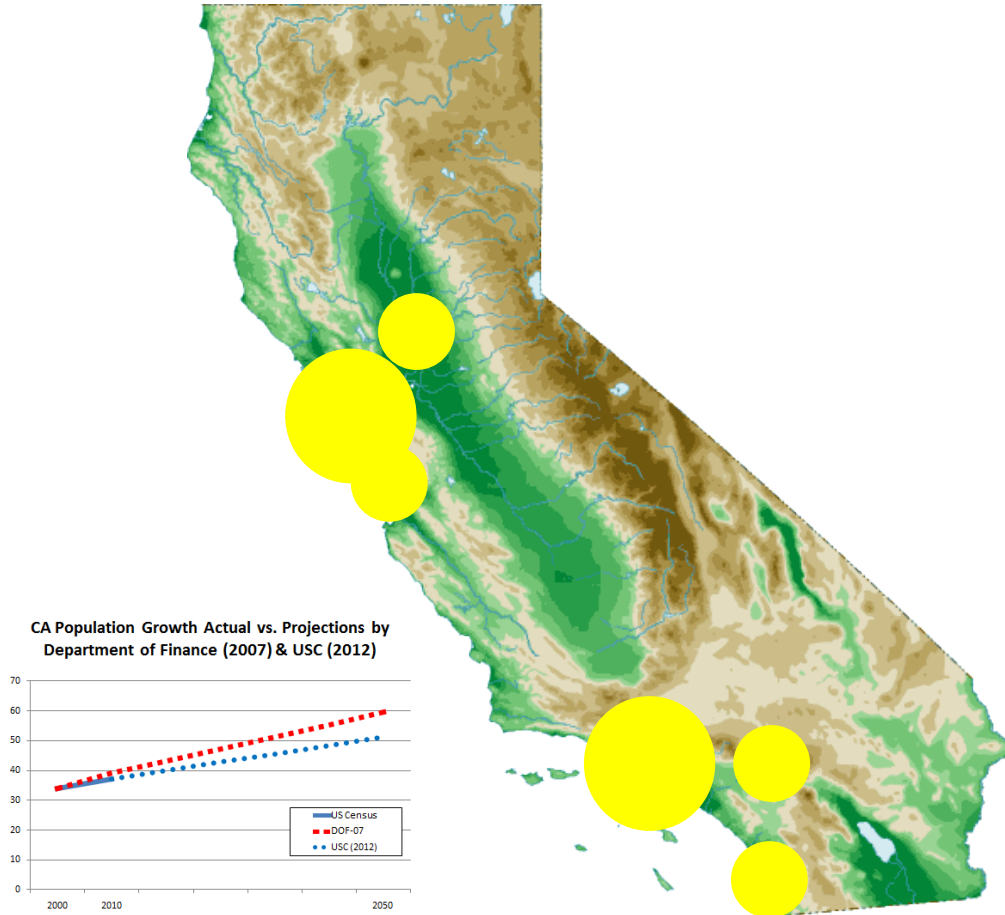 CA Population Growth Actual vs. Projections by
Department of Finance (2007) & USC (2012)
70
60
50
40
30
20
10
0
US Census
DOF-07
USC (2012)
2000 2010 2050